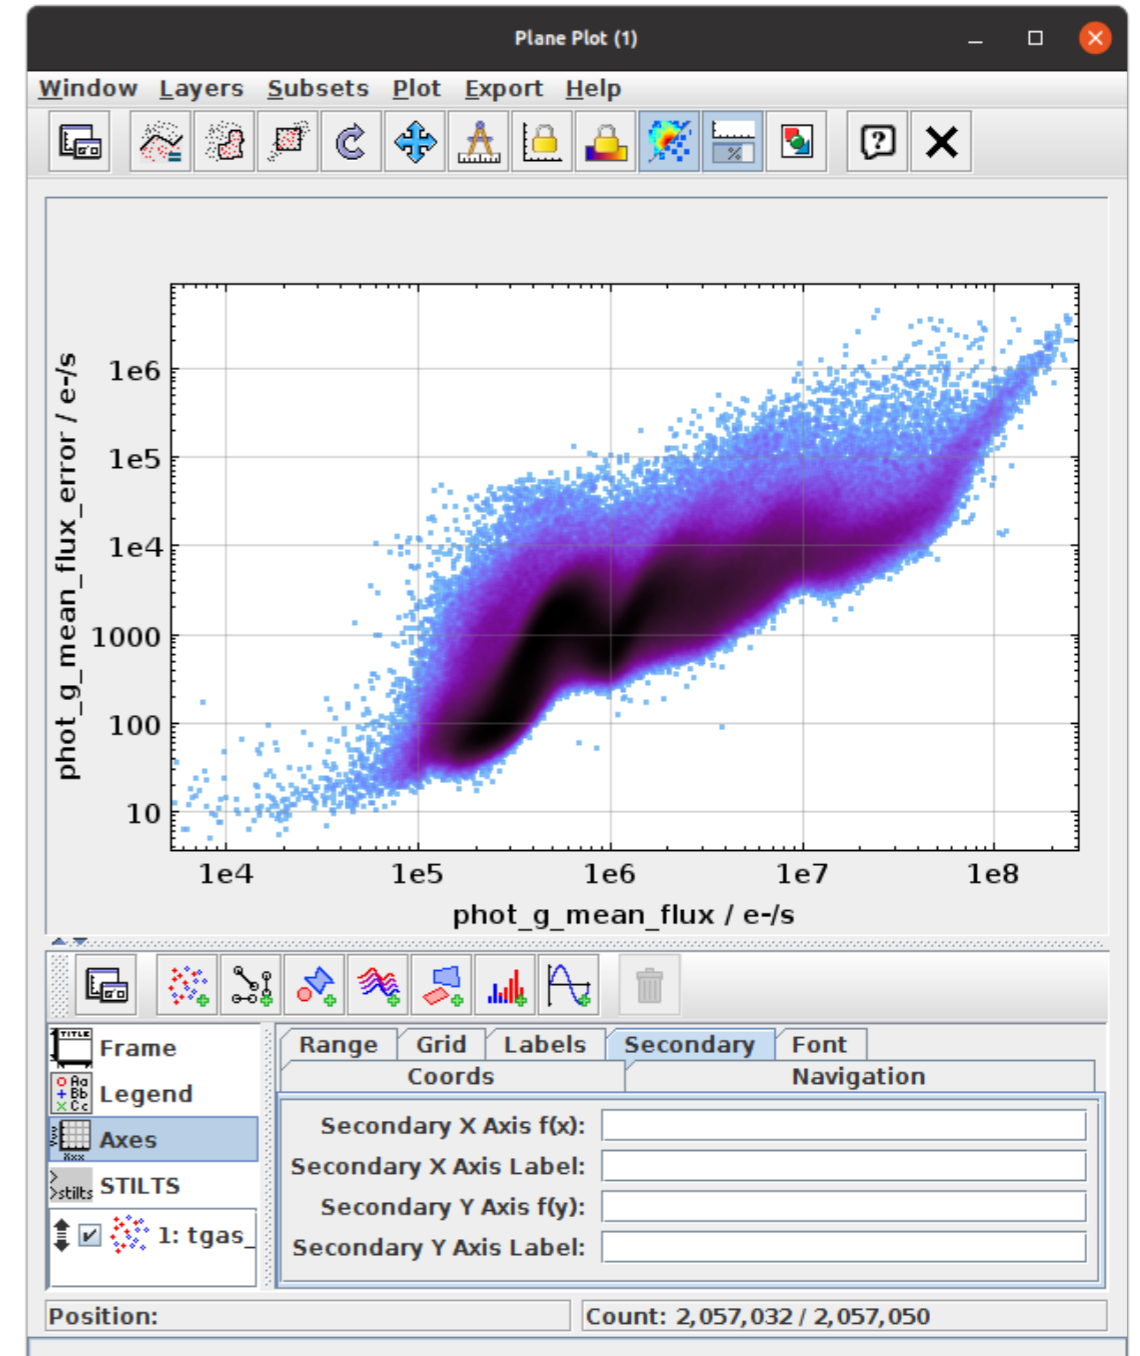 Plane Plot (1)
Window Layers Subsets Plot Export Help
phot_g_mean_flux_error / e-/s
1e6
1e5
1e4
1000
100
10
1e4 1e5 1e6 1e7 1e8
phot_g_mean_flux / e-/s
Frame
Legend
Axes
STILTS
1: tgas_
Range Grid Labels Secondary Font
Coords Navigation
Secondary X Axis f(x):
Secondary X Axis Label:
Secondary Y Axis f(y):
Secondary Y Axis Label:
Position:
Count: 2,057,032 / 2,057,050